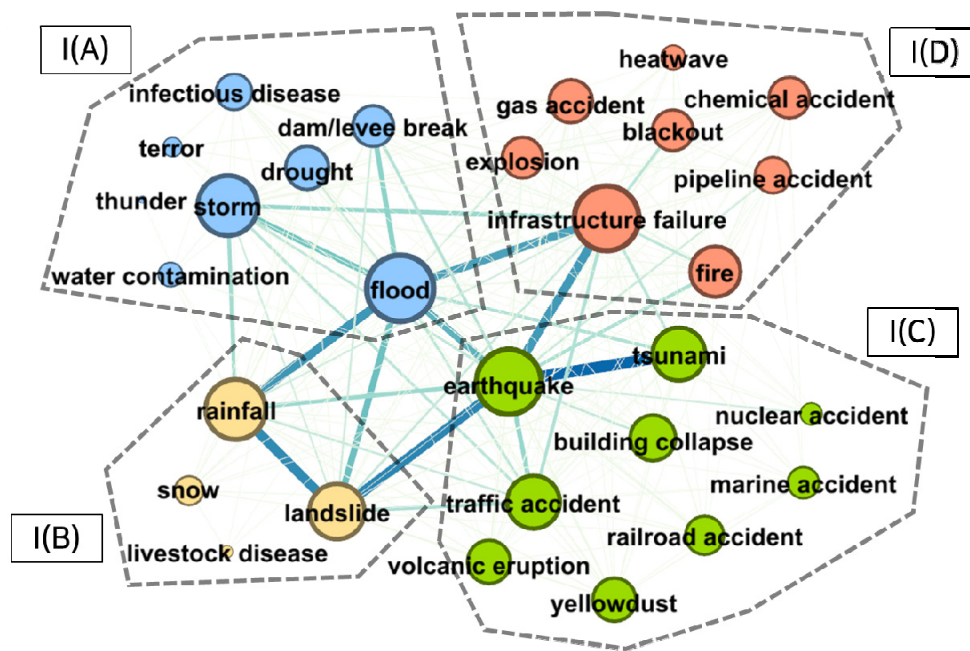 I(A)
I(D)
heatwave
infectious disease
gas accident
chemical accident
dam/levee break
blackout
terror
drought
explosion
pipeline accident
thunder
storm
infrastructure failure
water contamination
flood
fire
I(C)
tsunami
earthquake
rainfall
nuclear accident
building collapse
snow
marine accident
landslide
traffic accident
I(B)
railroad accident
livestock disease
volcanic eruption
yellowdust